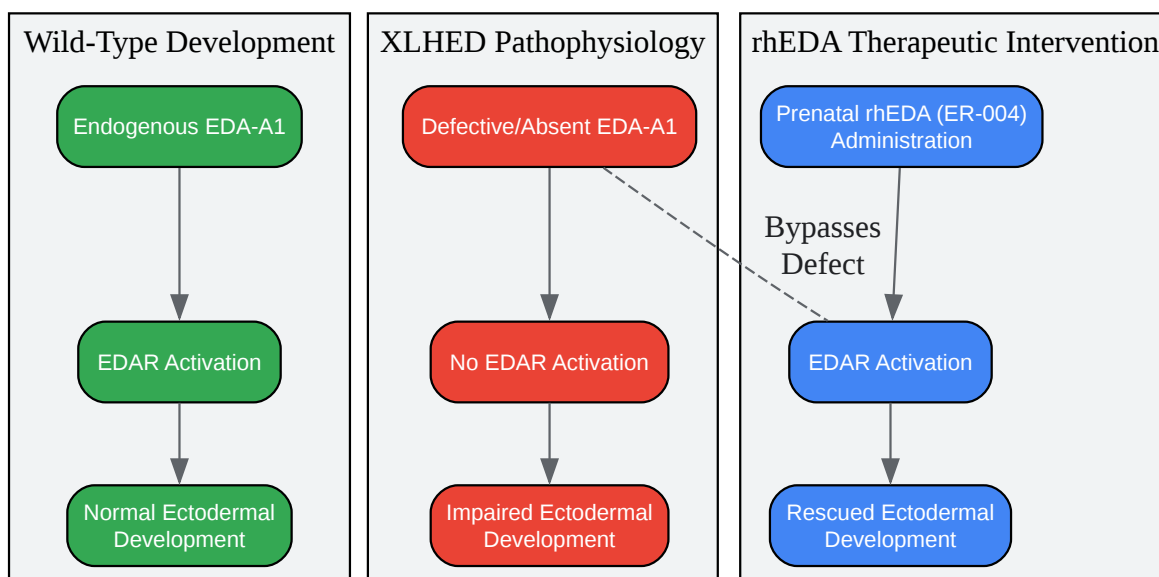 Wild-Type Development
Endogenous EDA-A1
EDAR Activation
Normal Ectodermal
Development
XLHED Pathophysiology
Defective/Absent EDA-A1
No EDAR Activation
Impaired Ectodermal
Development
rhEDA Therapeutic Intervention
Prenatal rhEDA (ER-004)
Administration
Bypasses
Defect
EDAR Activation
Rescued Ectodermal
Development